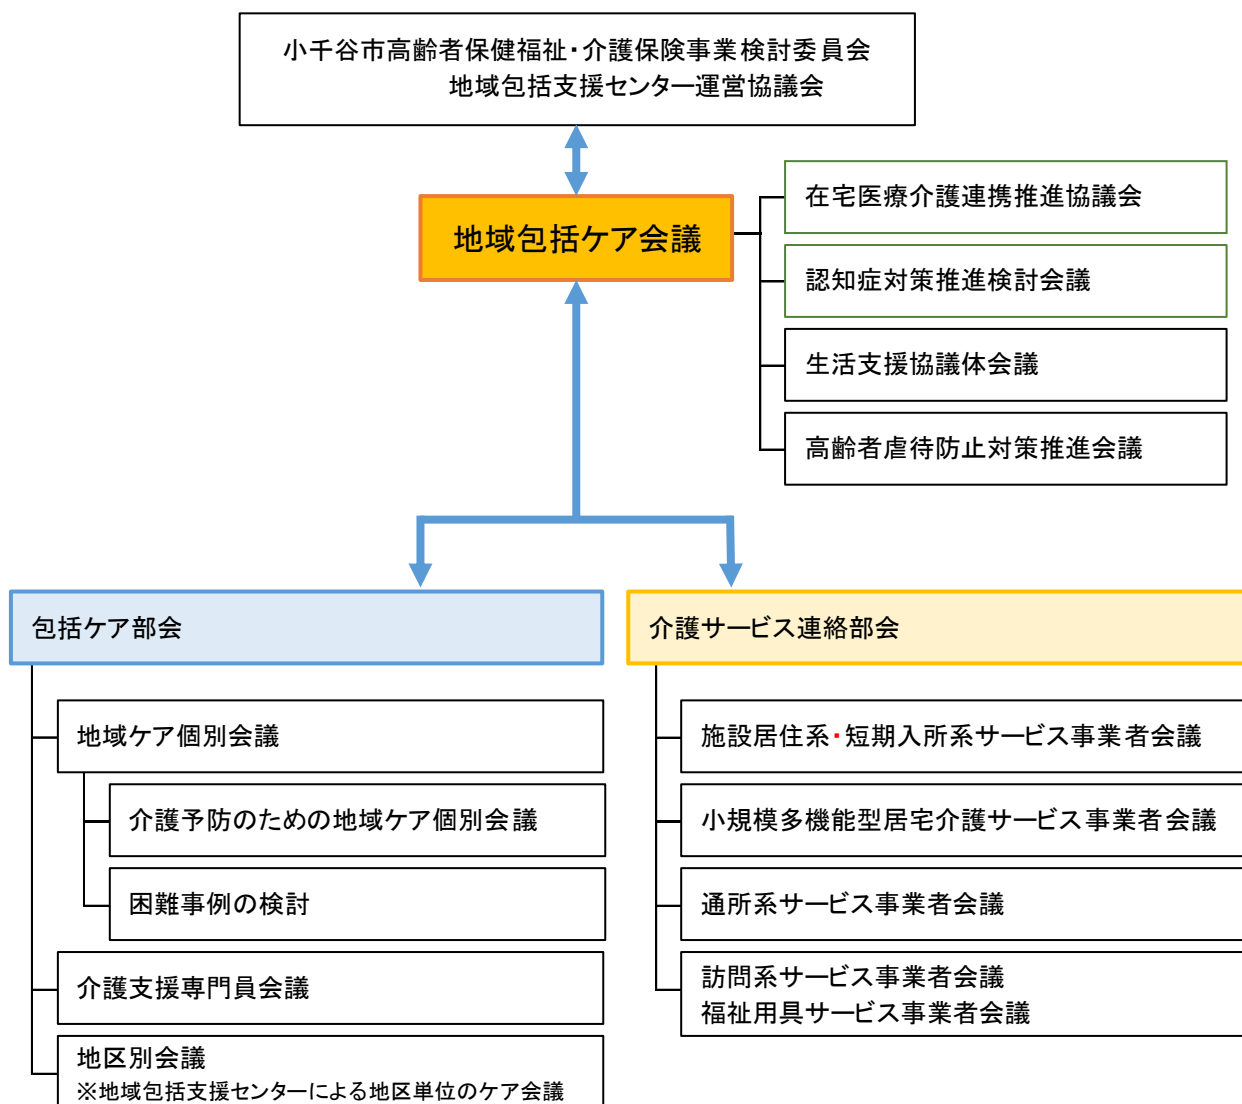 小千谷市高齢者保健福祉・介護保険事業検討委員会
地域包括支援センター運営協議会
地域包括ケア会議
在宅医療介護連携推進協議会
認知症対策推進検討会議
生活支援協議体会議
高齢者虐待防止対策推進会議
包括ケア部会
地域ケア個別会議
介護予防のための地域ケア個別会議
困難事例の検討
介護支援専門員会議
地区別会議
※地域包括支援センターによる地区単位のケア会議
介護サービス連絡部会
施設居住系・短期入所系サービス事業者会議
小規模多機能型居宅介護サービス事業者会議
通所系サービス事業者会議
訪問系サービス事業者会議
福祉用具サービス事業者会議